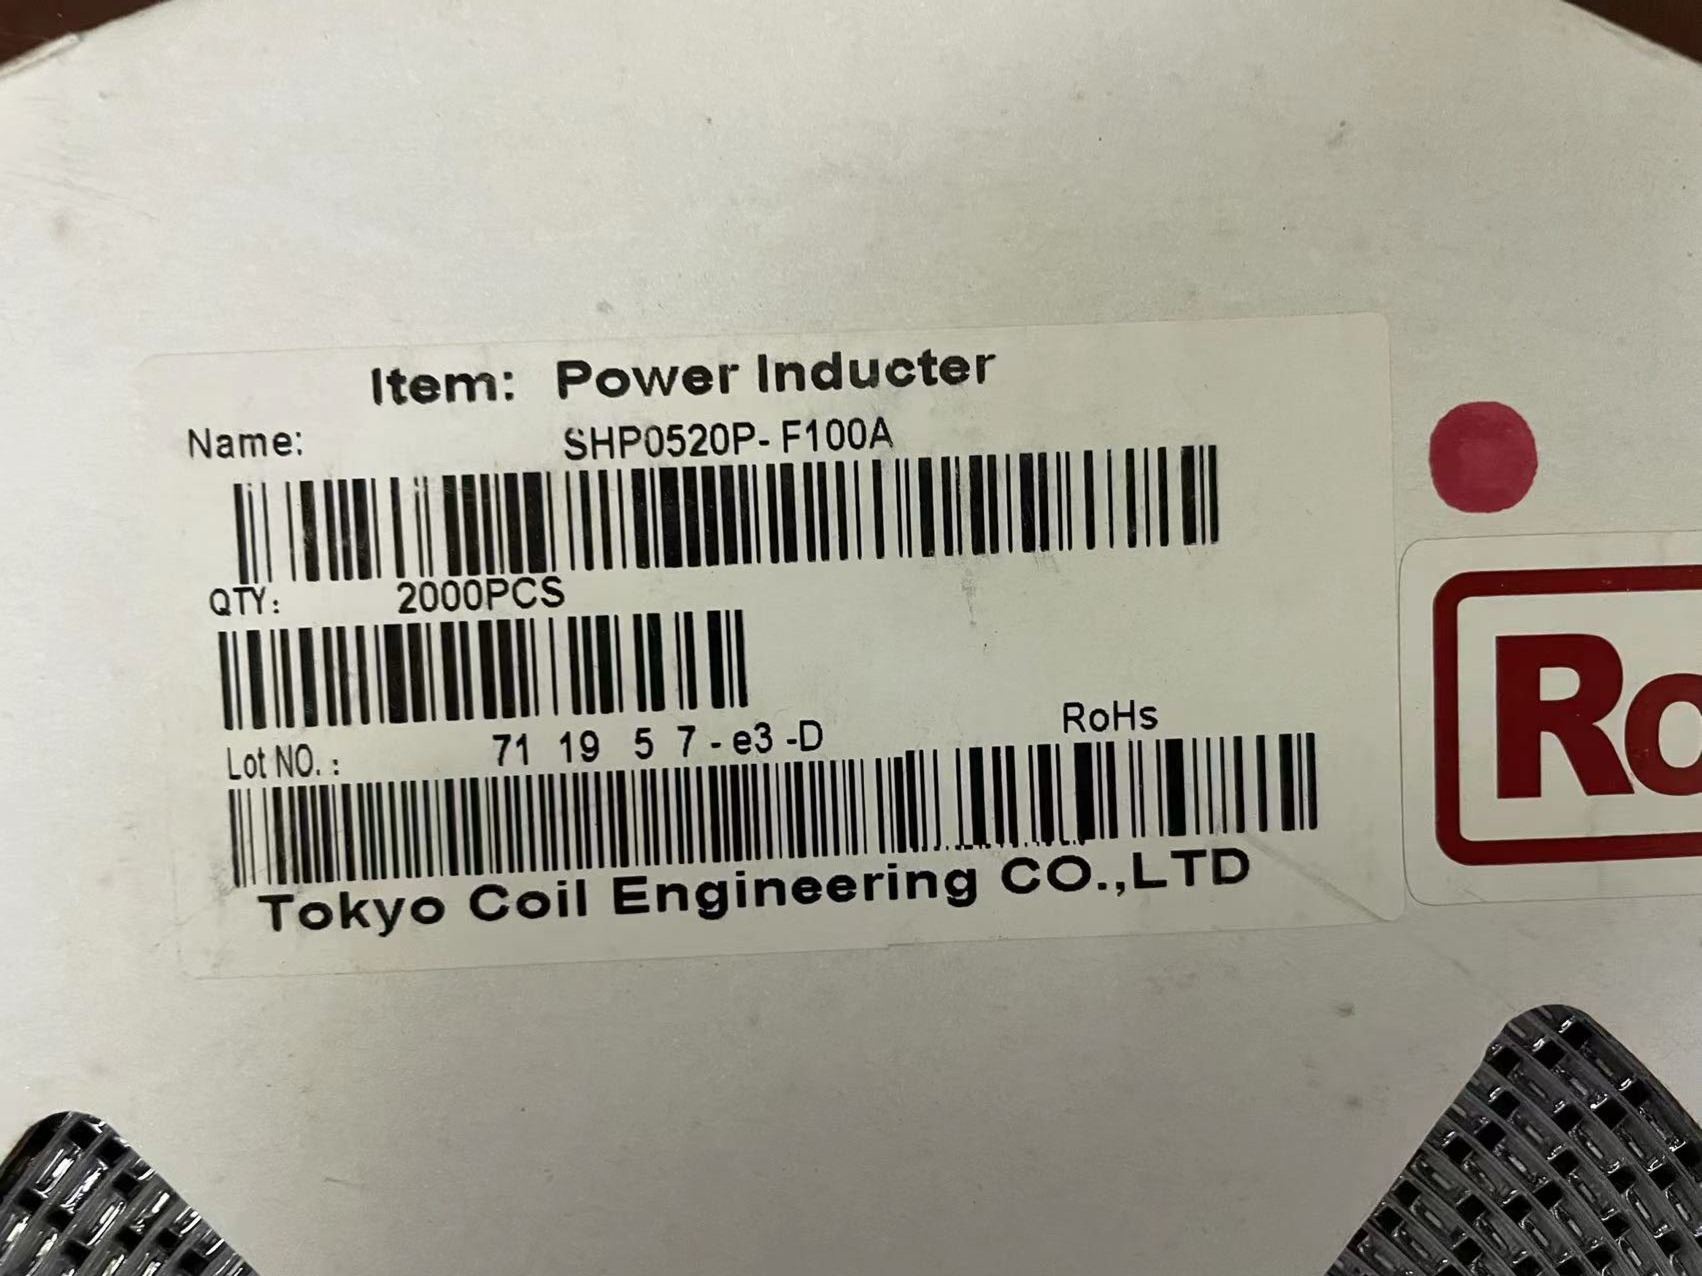 Item: Power Inducter
Name: SHP0520P- F100A
QTY: 2000PCS
Lot NO. : 71 19 5 7 - e3 -D
RoHs
Tokyo Coil Engineering CO.,LTD
Ro